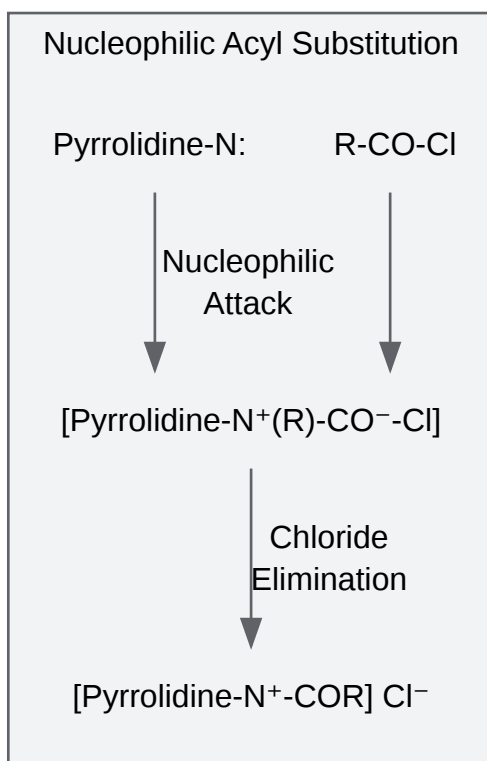 Nucleophilic Acyl Substitution
Pyrrolidine-N: R-CO-Cl
Nucleophilic
Attack
[Pyrrolidine-N⁺(R)-CO⁻-Cl]
Chloride
Elimination
[Pyrrolidine-N⁺-COR] Cl⁻